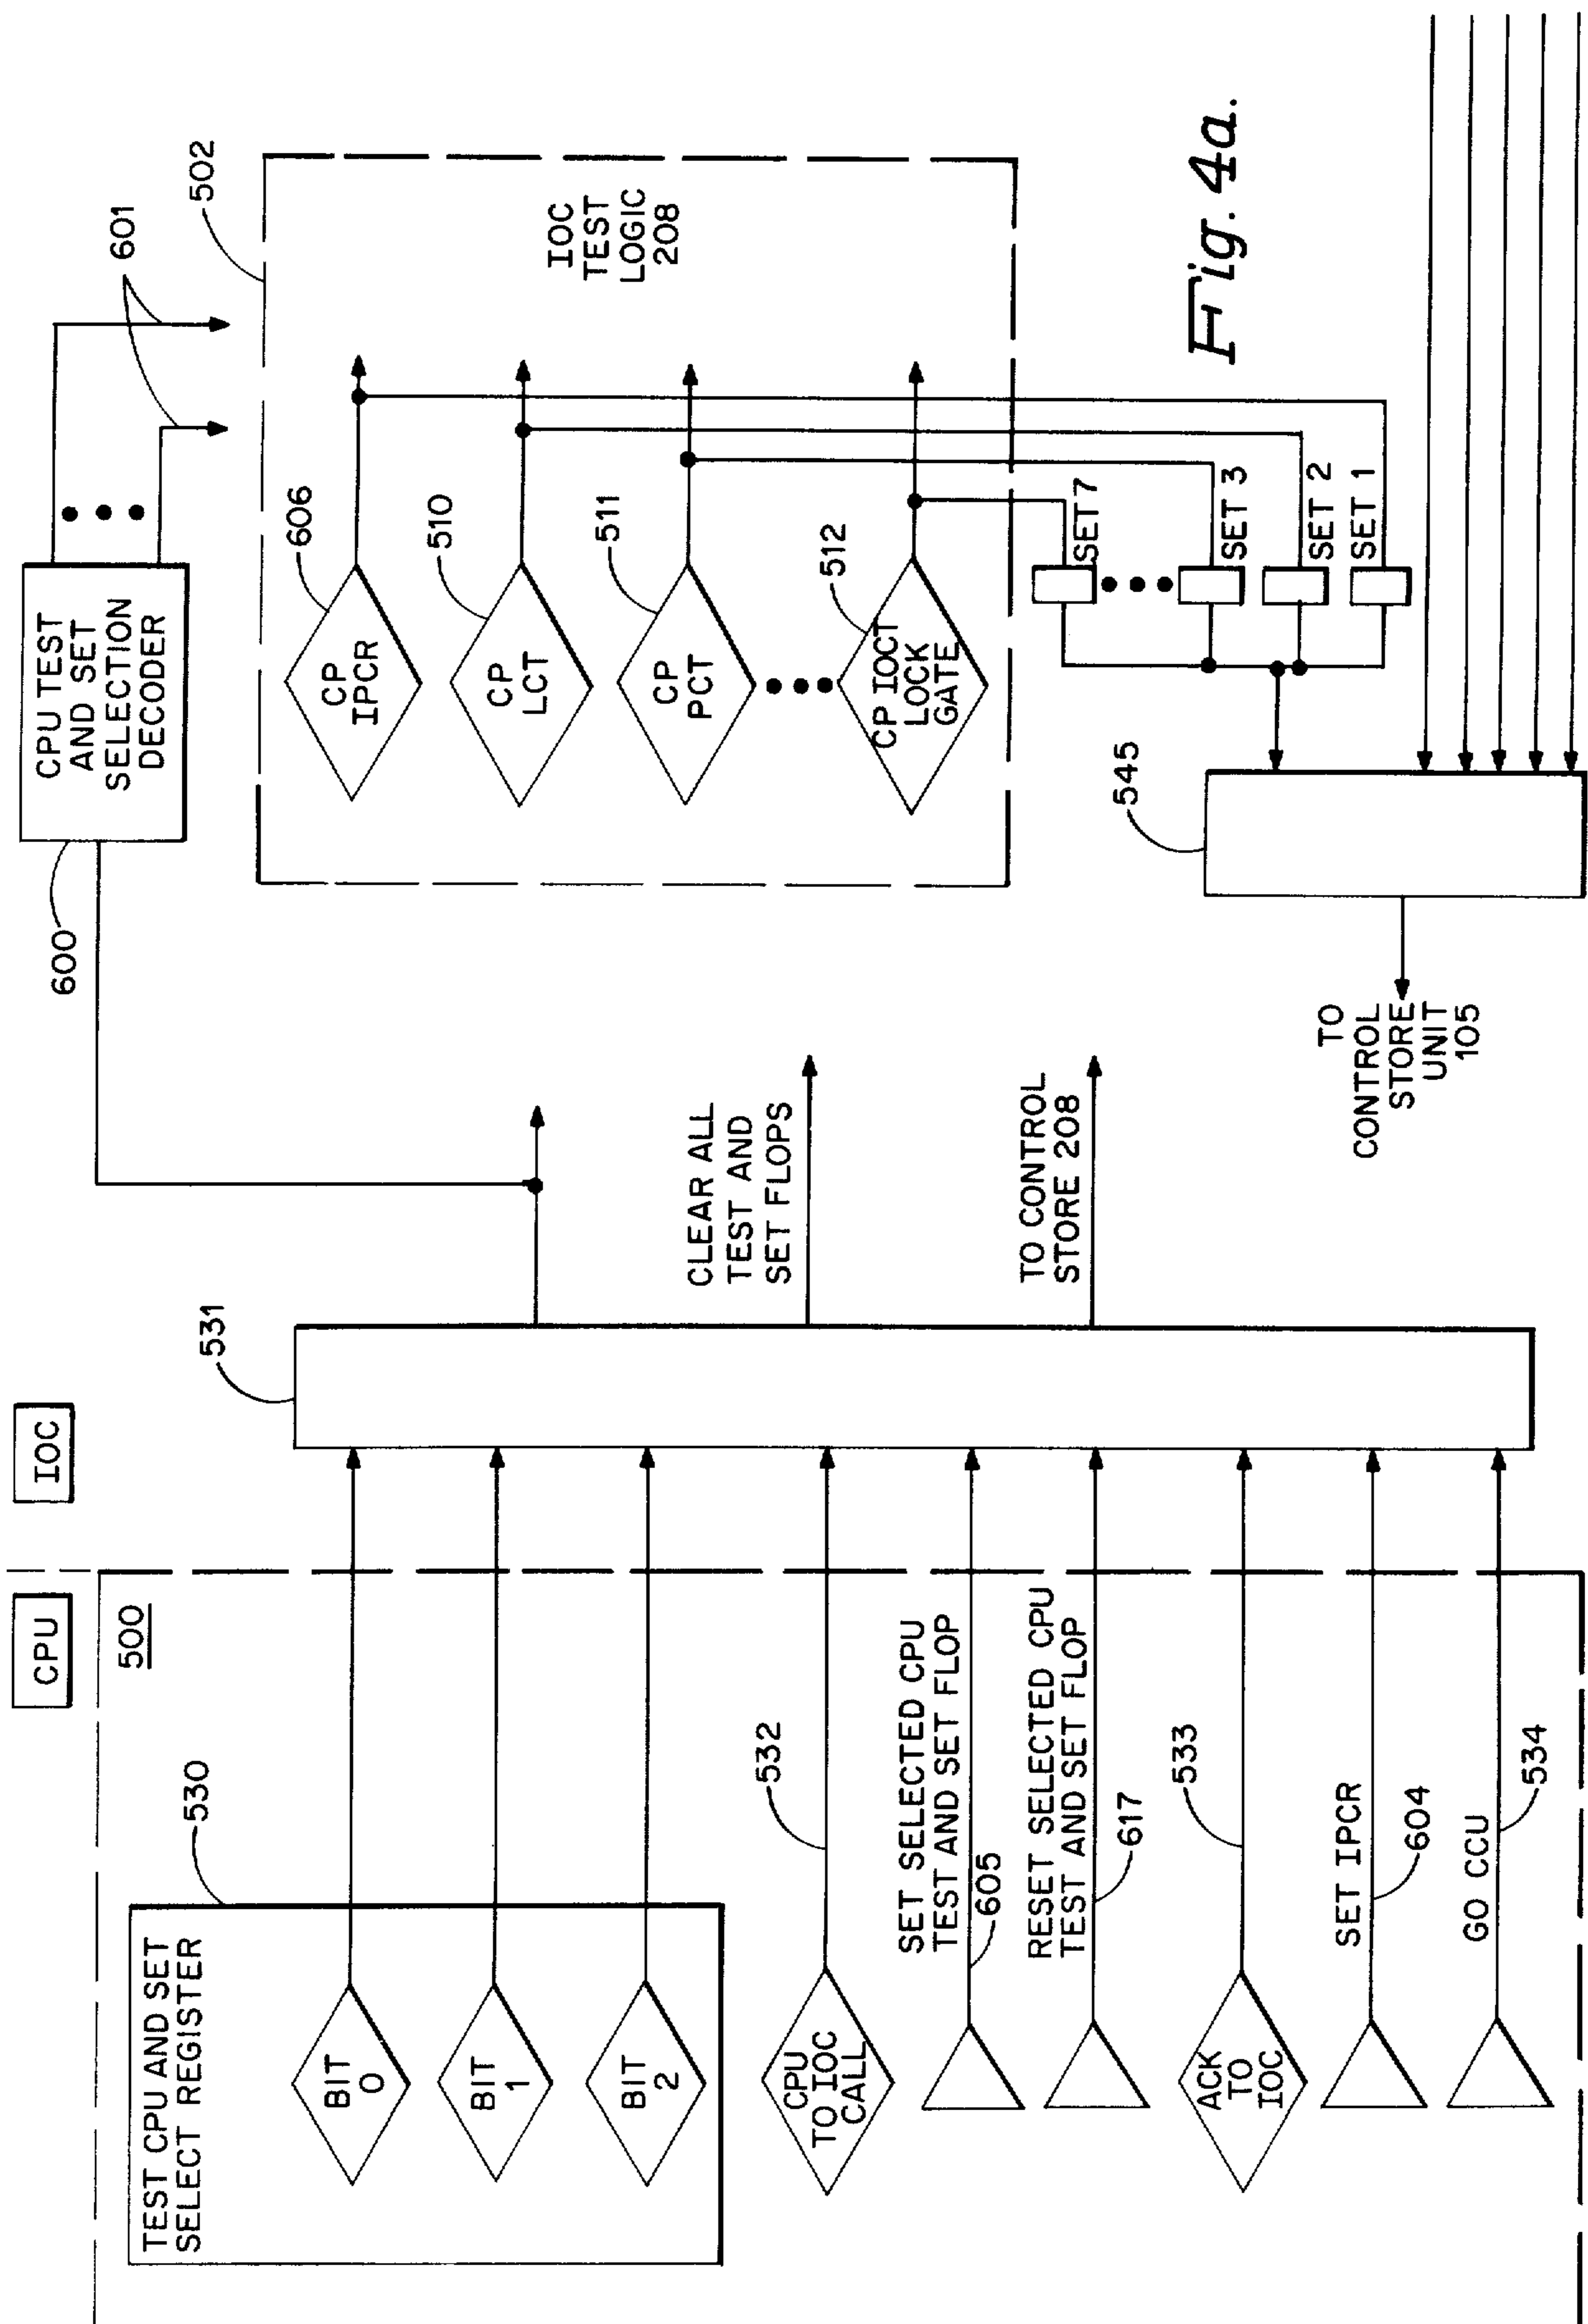 CPU
IOC
500
TEST CPU AND SET
SELECT REGISTER
530
BIT
0
BIT
1
BIT
2
CPU
TO IOC
CALL
532
SET SELECTED CPU
TEST AND SET FLOP
605
RESET SELECTED CPU
TEST AND SET FLOP
617
ACK
TO
IOC
533
SET IPCR
604
GO CCU
534
531
CLEAR ALL
TEST AND
SET FLOPS
TO CONTROL
STORE 208
600
CPU TEST
AND SET
SELECTION
DECODER
601
502
IOC
TEST
LOGIC
208
CP
IPCR
606
CP
LCT
510
CP
PCT
511
CP IOCT
LOCK
GATE
512
SET 7
SET 3
SET 2
SET 1
545
TO
CONTROL
STORE
UNIT
105
Fig. 4a.